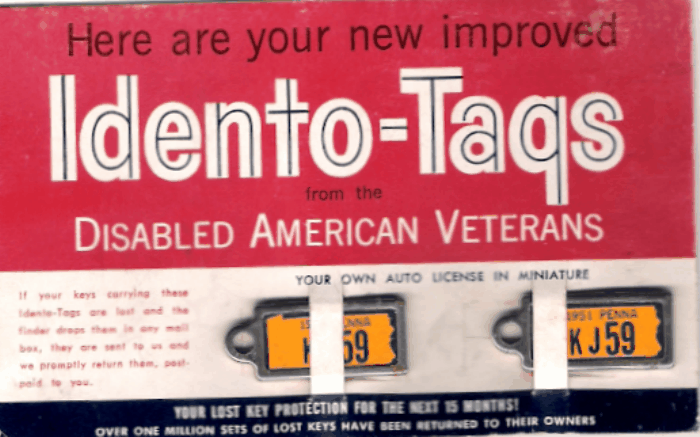 Here are your new improved
Idento-Tags
from the
DISABLED AMERICAN VETERANS
YOUR OWN AUTO LICENSE IN MINIATURE
If your keys carrying these
Idento-Tags are lost and the
finder drops them in any mail
box, they are sent to us and
we promptly return them, post-
paid to you.
15 NNA
K 59
1951 PENNA
KJ59
YOUR LOST KEY PROTECTION FOR THE NEXT 15 MONTHS!
OVER ONE MILLION SETS OF LOST KEYS HAVE BEEN RETURNED TO THEIR OWNERS